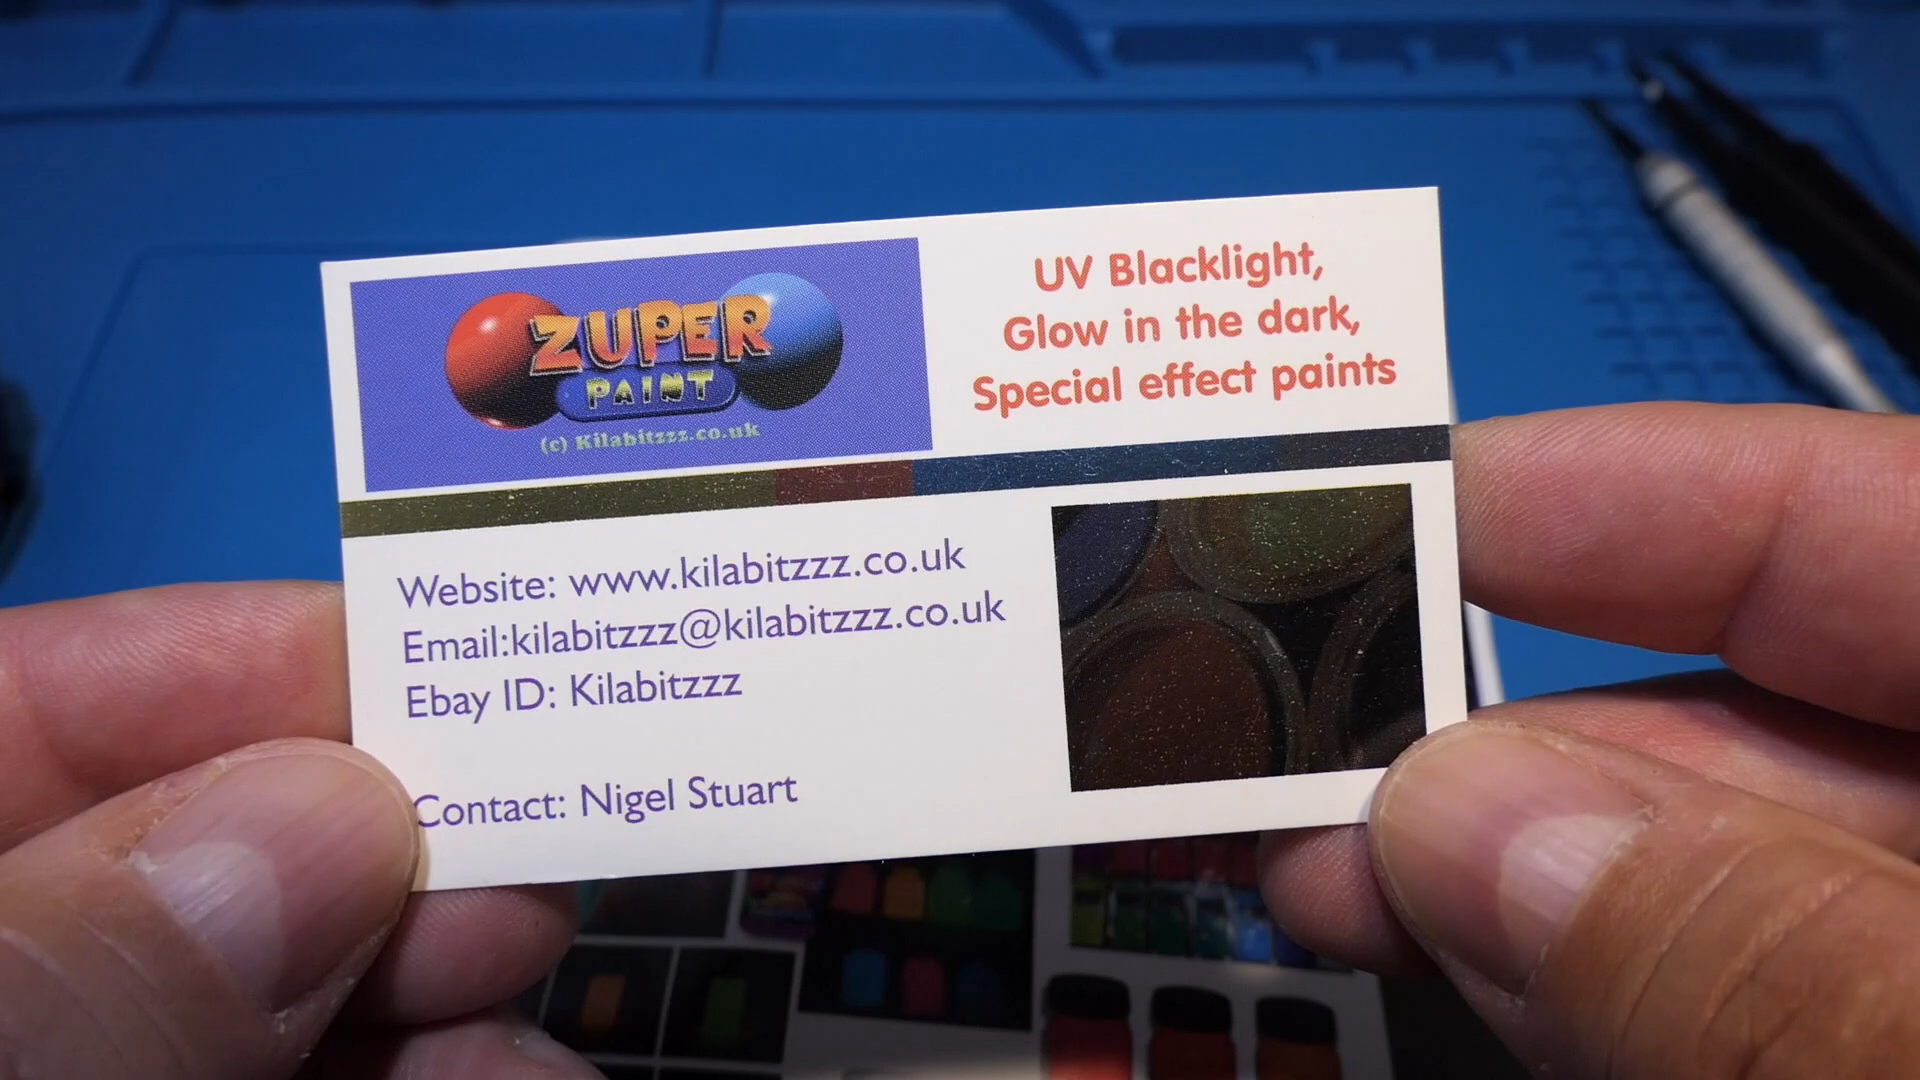 ZUPER
PAINT
(c) Kilabitzzz.co.uk
UV Blacklight,
Glow in the dark,
Special effect paints
Website: www.kilabitzzz.co.uk
Email:kilabitzzz@kilabitzzz.co.uk
Ebay ID: Kilabitzzz
Contact: Nigel Stuart